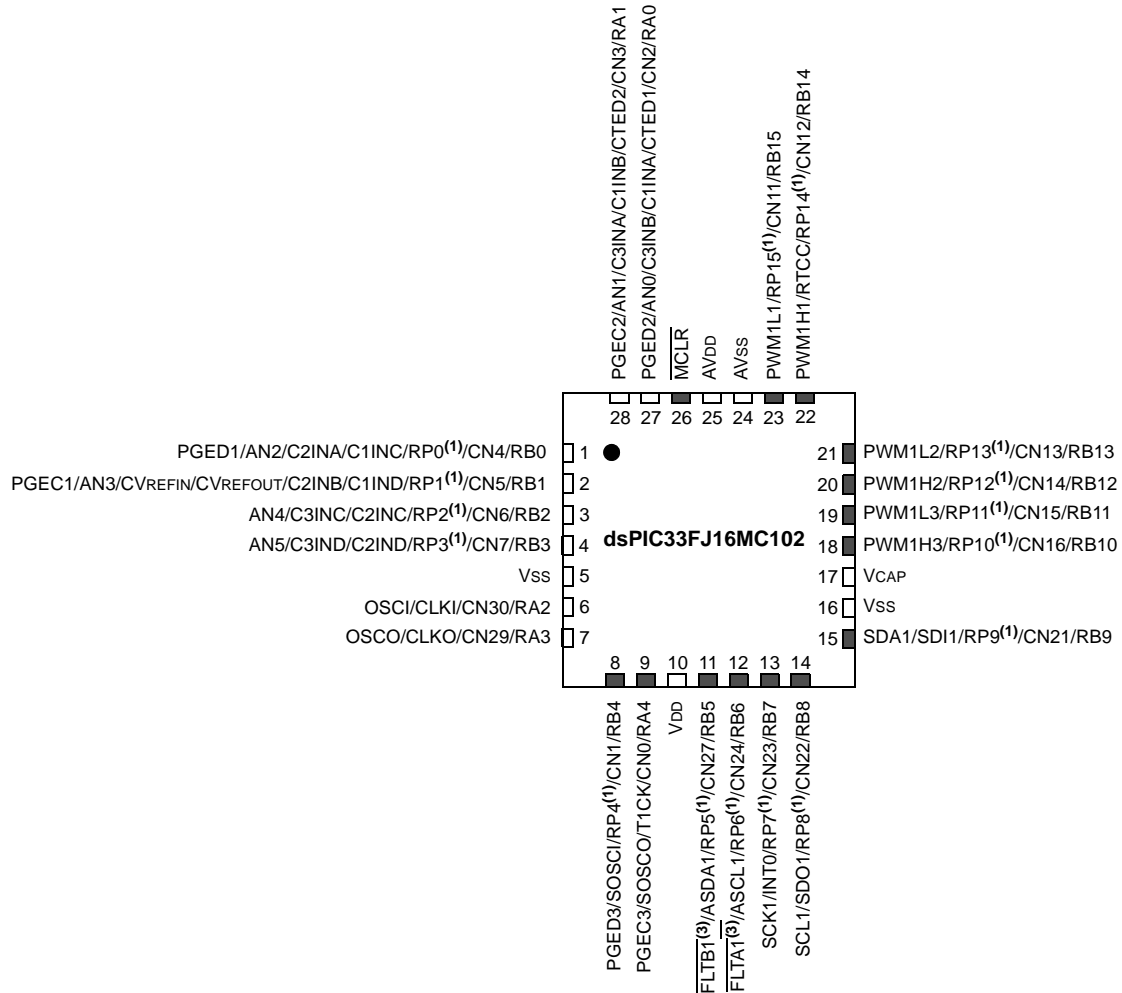 PGEC2/AN1/C3INA/C1INB/CTED2/CN3/RA1
PGED2/AN0/C3INB/C1INA/CTED1/CN2/RA0
MCLR
AVDD
AVSS
PWM1L1/RP15(1)/CN11/RB15
PWM1H1/RTCC/RP14(1)/CN12/RB14
28 27 26 25 24 23 22
PGED1/AN2/C2INA/C1INC/RP0(1)/CN4/RB0 1
PGEC1/AN3/CVREFIN/CVREFOUT/C2INB/C1IND/RP1(1)/CN5/RB1 2
AN4/C3INC/C2INC/RP2(1)/CN6/RB2 3
AN5/C3IND/C2IND/RP3(1)/CN7/RB3 4
VSS 5
OSCI/CLKI/CN30/RA2 6
OSCO/CLKO/CN29/RA3 7
dsPIC33FJ16MC102
21 PWM1L2/RP13(1)/CN13/RB13
20 PWM1H2/RP12(1)/CN14/RB12
19 PWM1L3/RP11(1)/CN15/RB11
18 PWM1H3/RP10(1)/CN16/RB10
17 VCAP
16 VSS
15 SDA1/SDI1/RP9(1)/CN21/RB9
8 9 10 11 12 13 14
PGED3/SOSCI/RP4(1)/CN1/RB4
PGEC3/SOSCO/T1CK/CN0/RA4
VDD
FLTB1(3)/ASDA1/RP5(1)/CN27/RB5
FLTA1(3)/ASCL1/RP6(1)/CN24/RB6
SCK1/INT0/RP7(1)/CN23/RB7
SCL1/SDO1/RP8(1)/CN22/RB8